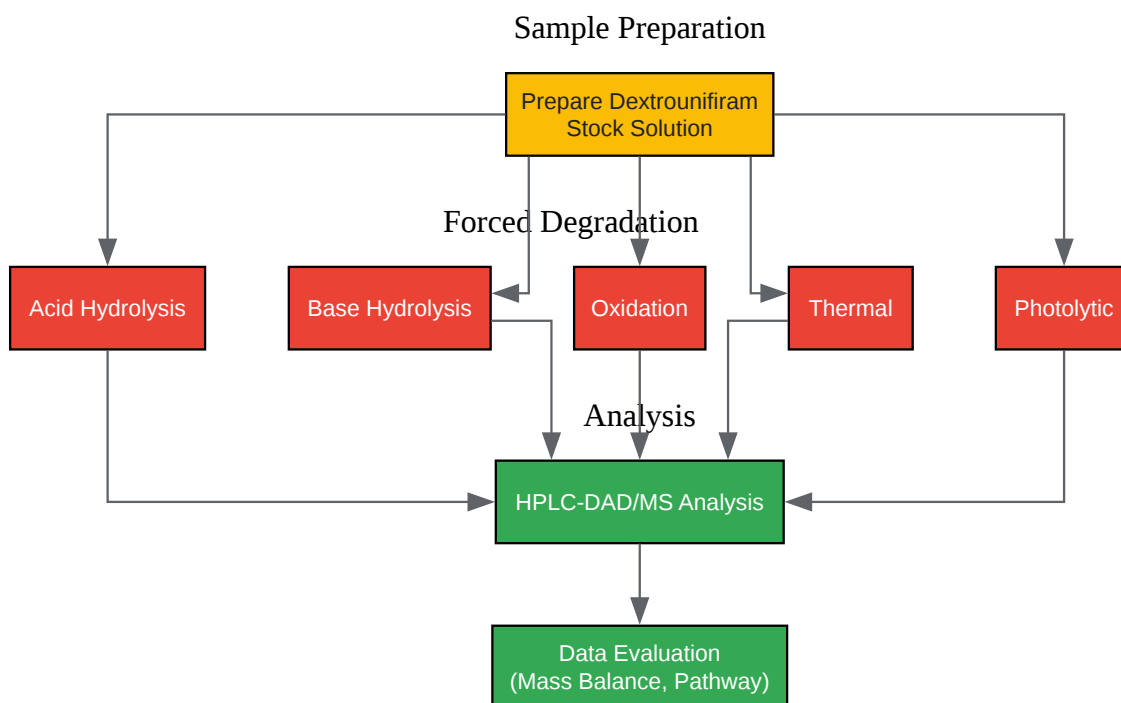 Sample Preparation
Prepare Dextrounifiram
Stock Solution
Forced Degradation
Acid Hydrolysis
Base Hydrolysis
Oxidation
Thermal
Photolytic
Analysis
HPLC-DAD/MS Analysis
Data Evaluation
(Mass Balance, Pathway)